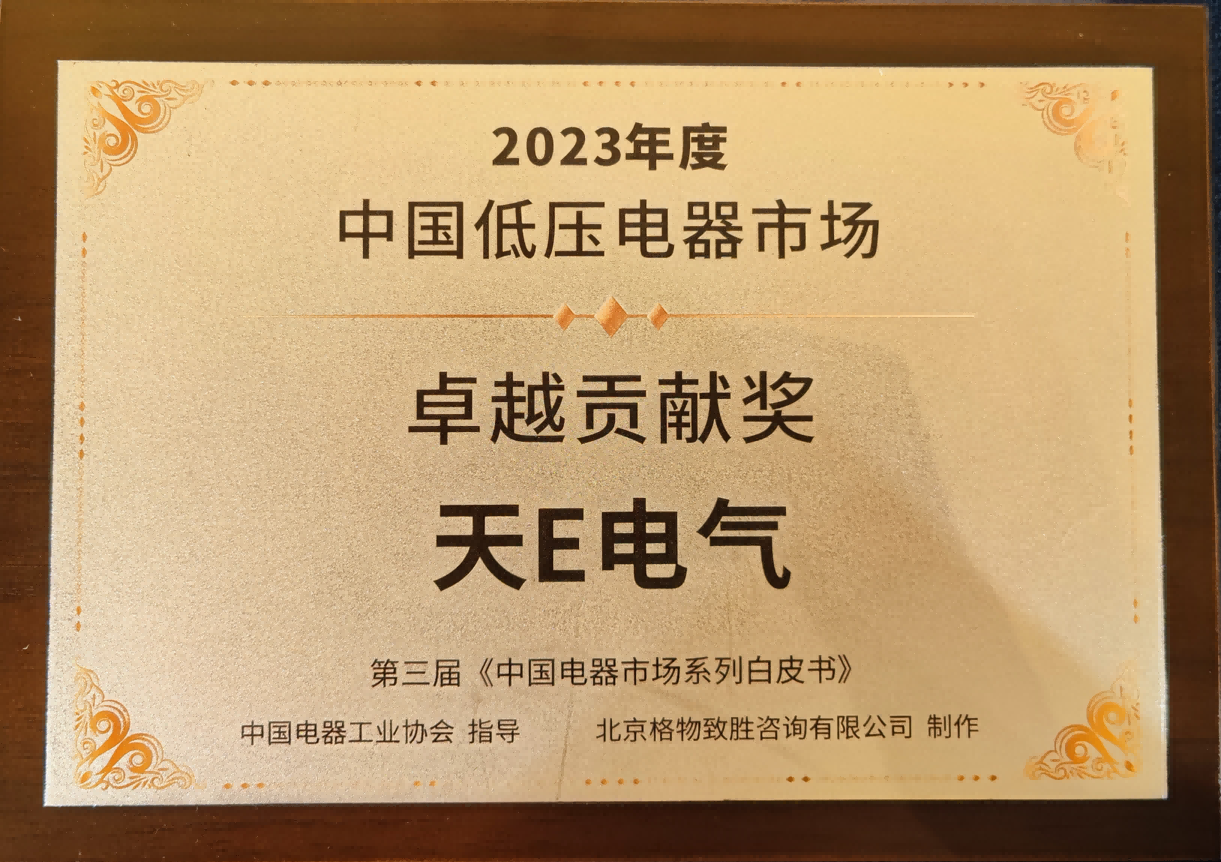 2023年度
中国低压电器市场
卓越贡献奖
天E电气
第三届《中国电器市场系列白皮书》
中国电器工业协会 指导 北京格物致胜咨询有限公司 制作